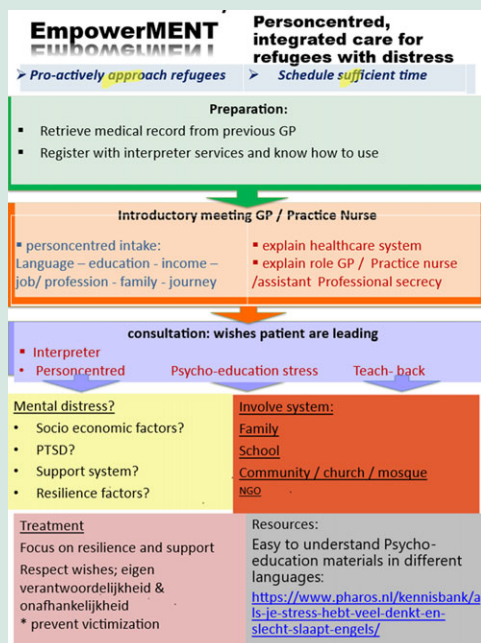 EmpowerMENT
Personcentred,
integrated care for
refugees with distress
➤ Pro-actively approach refugees
➤ Schedule sufficient time
Preparation:
▪ Retrieve medical record from previous GP
▪ Register with interpreter services and know how to use
Introductory meeting GP / Practice Nurse
▪ personcentred intake:
Language – education - income –
job/ profession - family - journey
▪ explain healthcare system
▪ explain role GP / Practice nurse
/assistant Professional secrecy
consultation: wishes patient are leading
▪ Interpreter
• Personcentred Psycho-education stress Teach- back
Mental distress?
• Socio economic factors?
• PTSD?
• Support system?
• Resilience factors?
Involve system:
Family
School
Community / church / mosque
NGO
Treatment
Focus on resilience and support
Respect wishes; eigen
verantwoordelijkheid &
onafhankelijkheid
* prevent victimization
Resources:
Easy to understand Psycho-
education materials in different
languages:
https://www.pharos.nl/kennisbank/a
ls-je-stress-hebt-veel-denkt-en-
slecht-slaapt-engels/